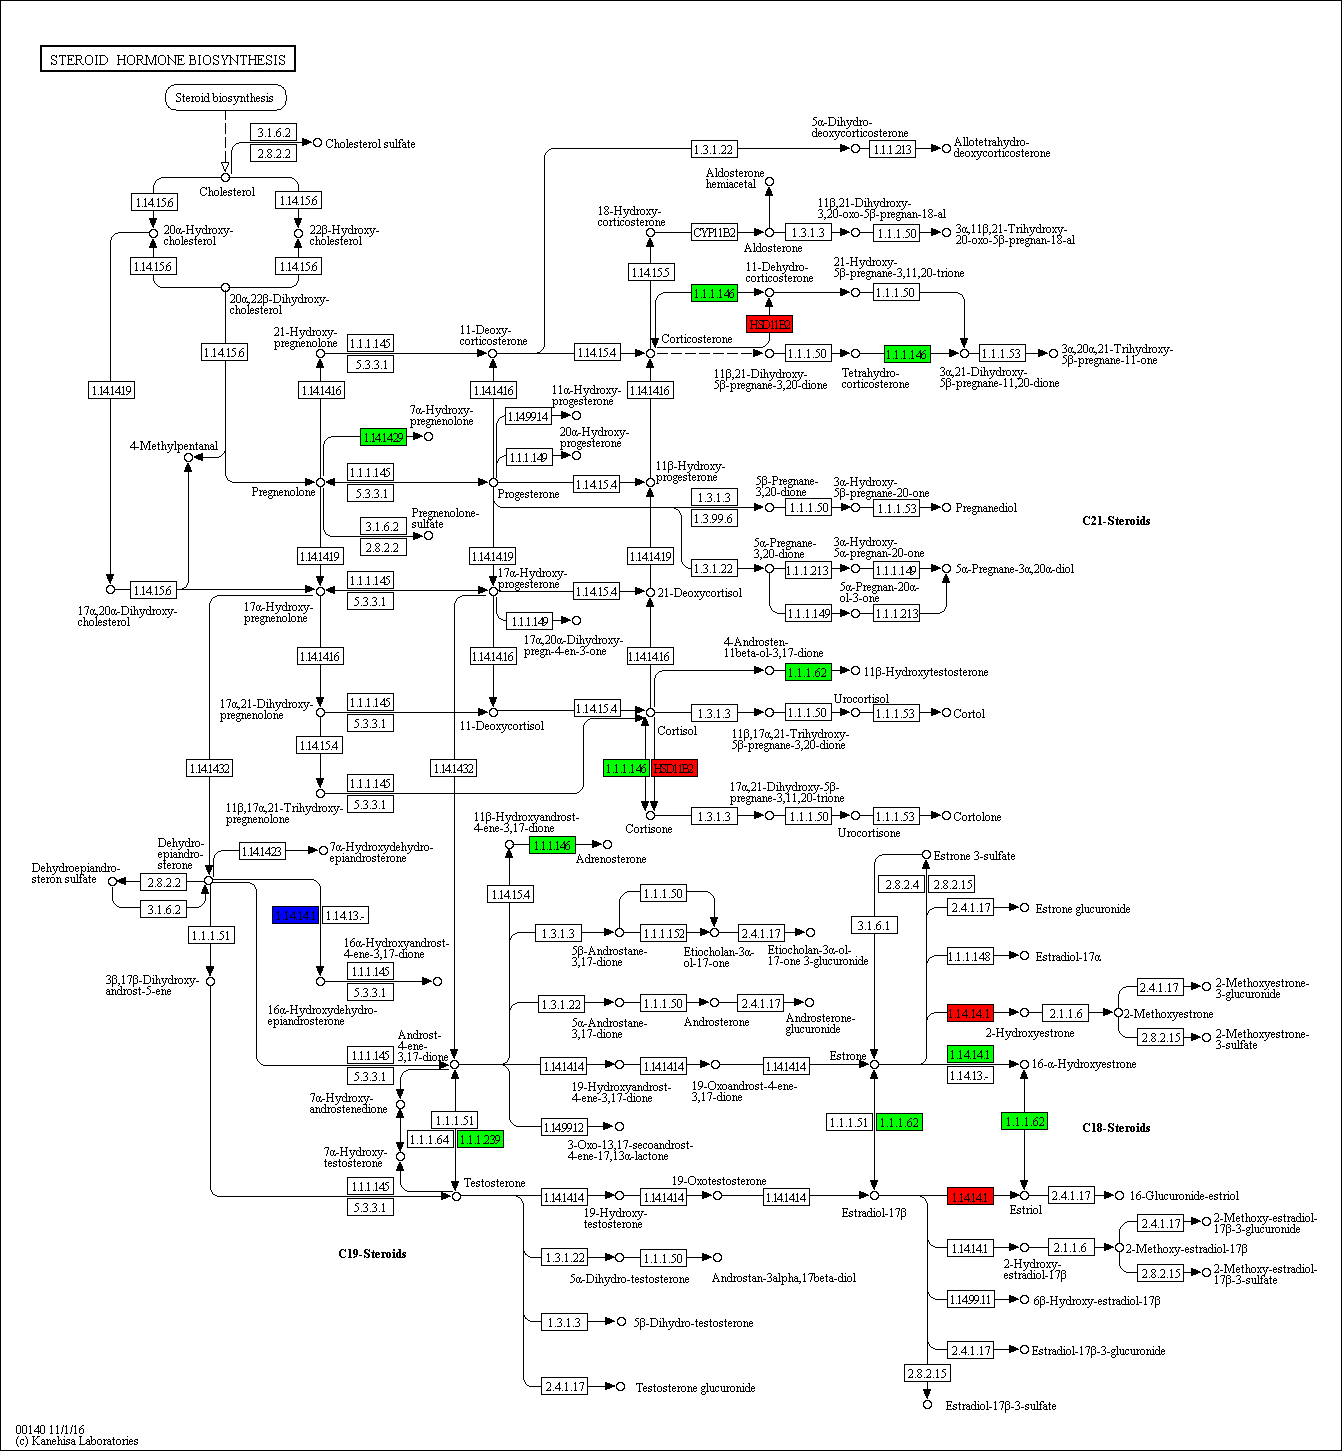 STEROID HORMONE BIOSYNTHESIS
Steroid biosynthesis
3.1.6.2
2.8.2.2
Cholesterol sulfate
Cholesterol
1.14.15.6
1.14.15.6
20α-Hydroxy-
cholesterol
22β-Hydroxy-
cholesterol
1.14.15.6
1.14.15.6
20α,22β-Dihydroxy-
cholesterol
1.14.15.6
1.14.14.19
4-Methylpentanal
1.14.15.6
17α,20α-Dihydroxy-
cholesterol
21-Hydroxy-
pregnenolone
1.1.1.145
5.3.3.1
11-Deoxy-
corticosterone
1.14.15.4
Corticosterone
1.3.1.22
5α-Dihydro-
deoxycorticosterone
1.1.1.213
Allotetrahydro-
deoxycorticosterone
Aldosterone
hemiacetal
18-Hydroxy-
corticosterone
CYP11B2
Aldosterone
1.3.1.3
11β,21-Dihydroxy-
3,20-oxo-5β-pregnan-18-al
1.1.1.50
3α,11β,21-Trihydroxy-
20-oxo-5β-pregnan-18-al
1.14.15.5
1.1.1.146
11-Dehydro-
corticosterone
21-Hydroxy-
5β-pregnane-3,11,20-trione
1.1.1.50
HSD11B2
11β,21-Dihydroxy-
5β-pregnane-3,20-dione
1.1.1.50
Tetrahydro-
corticosterone
1.1.1.146
3α,21-Dihydroxy-
5β-pregnane-11,20-dione
1.1.1.53
3α,20α,21-Trihydroxy-
5β-pregnane-11-one
1.14.14.16
1.14.14.16
1.14.14.16
7α-Hydroxy-
pregnenolone
1.14.14.29
11α-Hydroxy-
progesterone
1.14.99.14
20α-Hydroxy-
progesterone
1.1.1.149
Pregnenolone
1.1.1.145
5.3.3.1
Progesterone
1.14.15.4
11β-Hydroxy-
progesterone
3.1.6.2
2.8.2.2
Pregnenolone-
sulfate
1.3.1.3
1.3.99.6
5β-Pregnane-
3,20-dione
1.1.1.50
3α-Hydroxy-
5β-pregnane-20-one
1.1.1.53
Pregnanediol
C21-Steroids
1.3.1.22
5α-Pregnane-
3,20-dione
1.1.1.213
3α-Hydroxy-
5α-pregnan-20-one
1.1.1.149
5α-Pregnane-3α,20α-diol
1.1.1.149
5α-Pregnan-20α-
ol-3-one
1.1.1.213
1.14.14.19
1.14.14.19
1.14.14.19
17α-Hydroxy-
pregnenolone
1.1.1.145
5.3.3.1
17α-Hydroxy-
progesterone
1.14.15.4
21-Deoxycortisol
1.1.1.149
17α,20α-Dihydroxy-
pregn-4-en-3-one
1.14.14.16
1.14.14.16
1.14.14.16
4-Androsten-
11beta-ol-3,17-dione
1.1.1.62
11β-Hydroxytestosterone
17α,21-Dihydroxy-
pregnenolone
1.1.1.145
5.3.3.1
11-Deoxycortisol
1.14.15.4
Cortisol
1.3.1.3
11β,17α,21-Trihydroxy-
5β-pregnane-3,20-dione
1.1.1.50
Urocortisol
1.1.1.53
Cortol
1.14.15.4
1.14.14.32
1.14.14.32
1.1.1.145
5.3.3.1
11β,17α,21-Trihydroxy-
pregnenolone
1.1.1.146
HSD11B2
Cortisone
1.3.1.3
17α,21-Dihydroxy-5β-
pregnane-3,11,20-trione
1.1.1.50
Urocortisone
1.1.1.53
Cortolone
Dehydroepiandro-
steron sulfate
2.8.2.2
3.1.6.2
Dehydro-
epiandro-
sterone
1.14.14.23
7α-Hydroxydehydro-
epiandrosterone
1.1.1.51
1.14.13.-
16α-Hydroxyandrost-
4-ene-3,17-dione
1.1.1.145
5.3.3.1
3β,17β-Dihydroxy-
androst-5-ene
16α-Hydroxydehydro-
epiandrosterone
11β-Hydroxyandrost-
4-ene-3,17-dione
1.1.1.146
Adrenosterone
1.14.15.4
1.1.1.50
1.3.1.3
5β-Androstane-
3,17-dione
1.1.1.152
Etiocholan-3α-
ol-17-one
2.4.1.17
Etiocholan-3α-ol-
17-one 3-glucuronide
1.3.1.22
5α-Androstane-
3,17-dione
1.1.1.50
Androsterone
2.4.1.17
Androsterone-
glucuronide
Androst-
4-ene-
3,17-dione
1.1.1.145
5.3.3.1
1.14.14.14
19-Hydroxyandrost-
4-ene-3,17-dione
1.14.14.14
19-Oxoandrost-4-ene-
3,17-dione
1.14.14.14
Estrone
1.14.99.12
3-Oxo-13,17-secoandrost-
4-ene-17,13α-lactone
7α-Hydroxy-
androstenedione
1.1.1.51
1.1.1.64
1.1.1.239
7α-Hydroxy-
testosterone
1.1.1.145
5.3.3.1
Testosterone
1.14.14.14
19-Hydroxy-
testosterone
1.14.14.14
19-Oxotestosterone
1.14.14.14
Estradiol-17β
1.3.1.22
5α-Dihydro-testosterone
1.1.1.50
Androstan-3alpha,17beta-diol
1.3.1.3
5β-Dihydro-testosterone
2.4.1.17
Testosterone glucuronide
C19-Steroids
Estrone 3-sulfate
2.8.2.4
2.8.2.15
3.1.6.1
2.4.1.17
Estrone glucuronide
1.1.1.148
Estradiol-17α
1.14.14.1
2-Hydroxyestrone
2.1.1.6
2-Methoxyestrone
2.4.1.17
2-Methoxyestrone-
3-glucuronide
2.8.2.15
2-Methoxyestrone-
3-sulfate
1.14.14.1
1.14.13.-
16-α-Hydroxyestrone
1.1.1.51
1.1.1.62
1.1.1.62
C18-Steroids
1.14.14.1
Estriol
2.4.1.17
16-Glucuronide-estriol
1.14.14.1
2-Hydroxy-
estradiol-17β
2.1.1.6
2-Methoxy-estradiol-17β
2.4.1.17
2-Methoxy-estradiol-
17β-3-glucuronide
2.8.2.15
2-Methoxy-estradiol-
17β-3-sulfate
1.14.99.11
6β-Hydroxy-estradiol-17β
2.4.1.17
Estradiol-17β-3-glucuronide
2.8.2.15
Estradiol-17β-3-sulfate
00140 11/1/16
(c) Kanehisa Laboratories